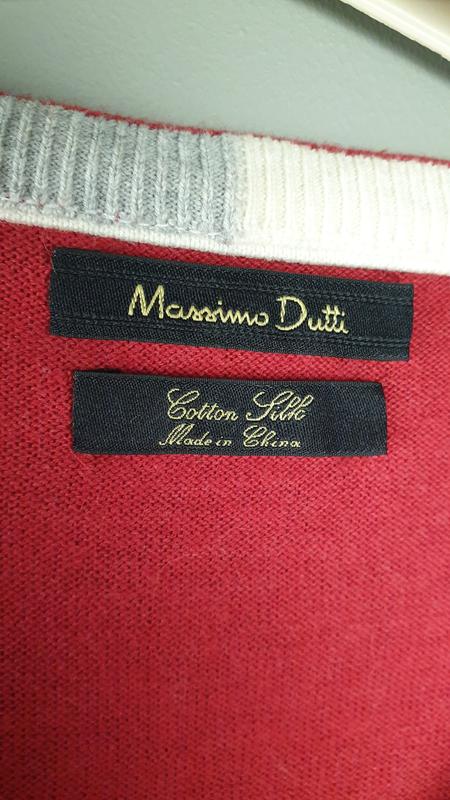 Massimo Dutti
Cotton Silk
Made in China